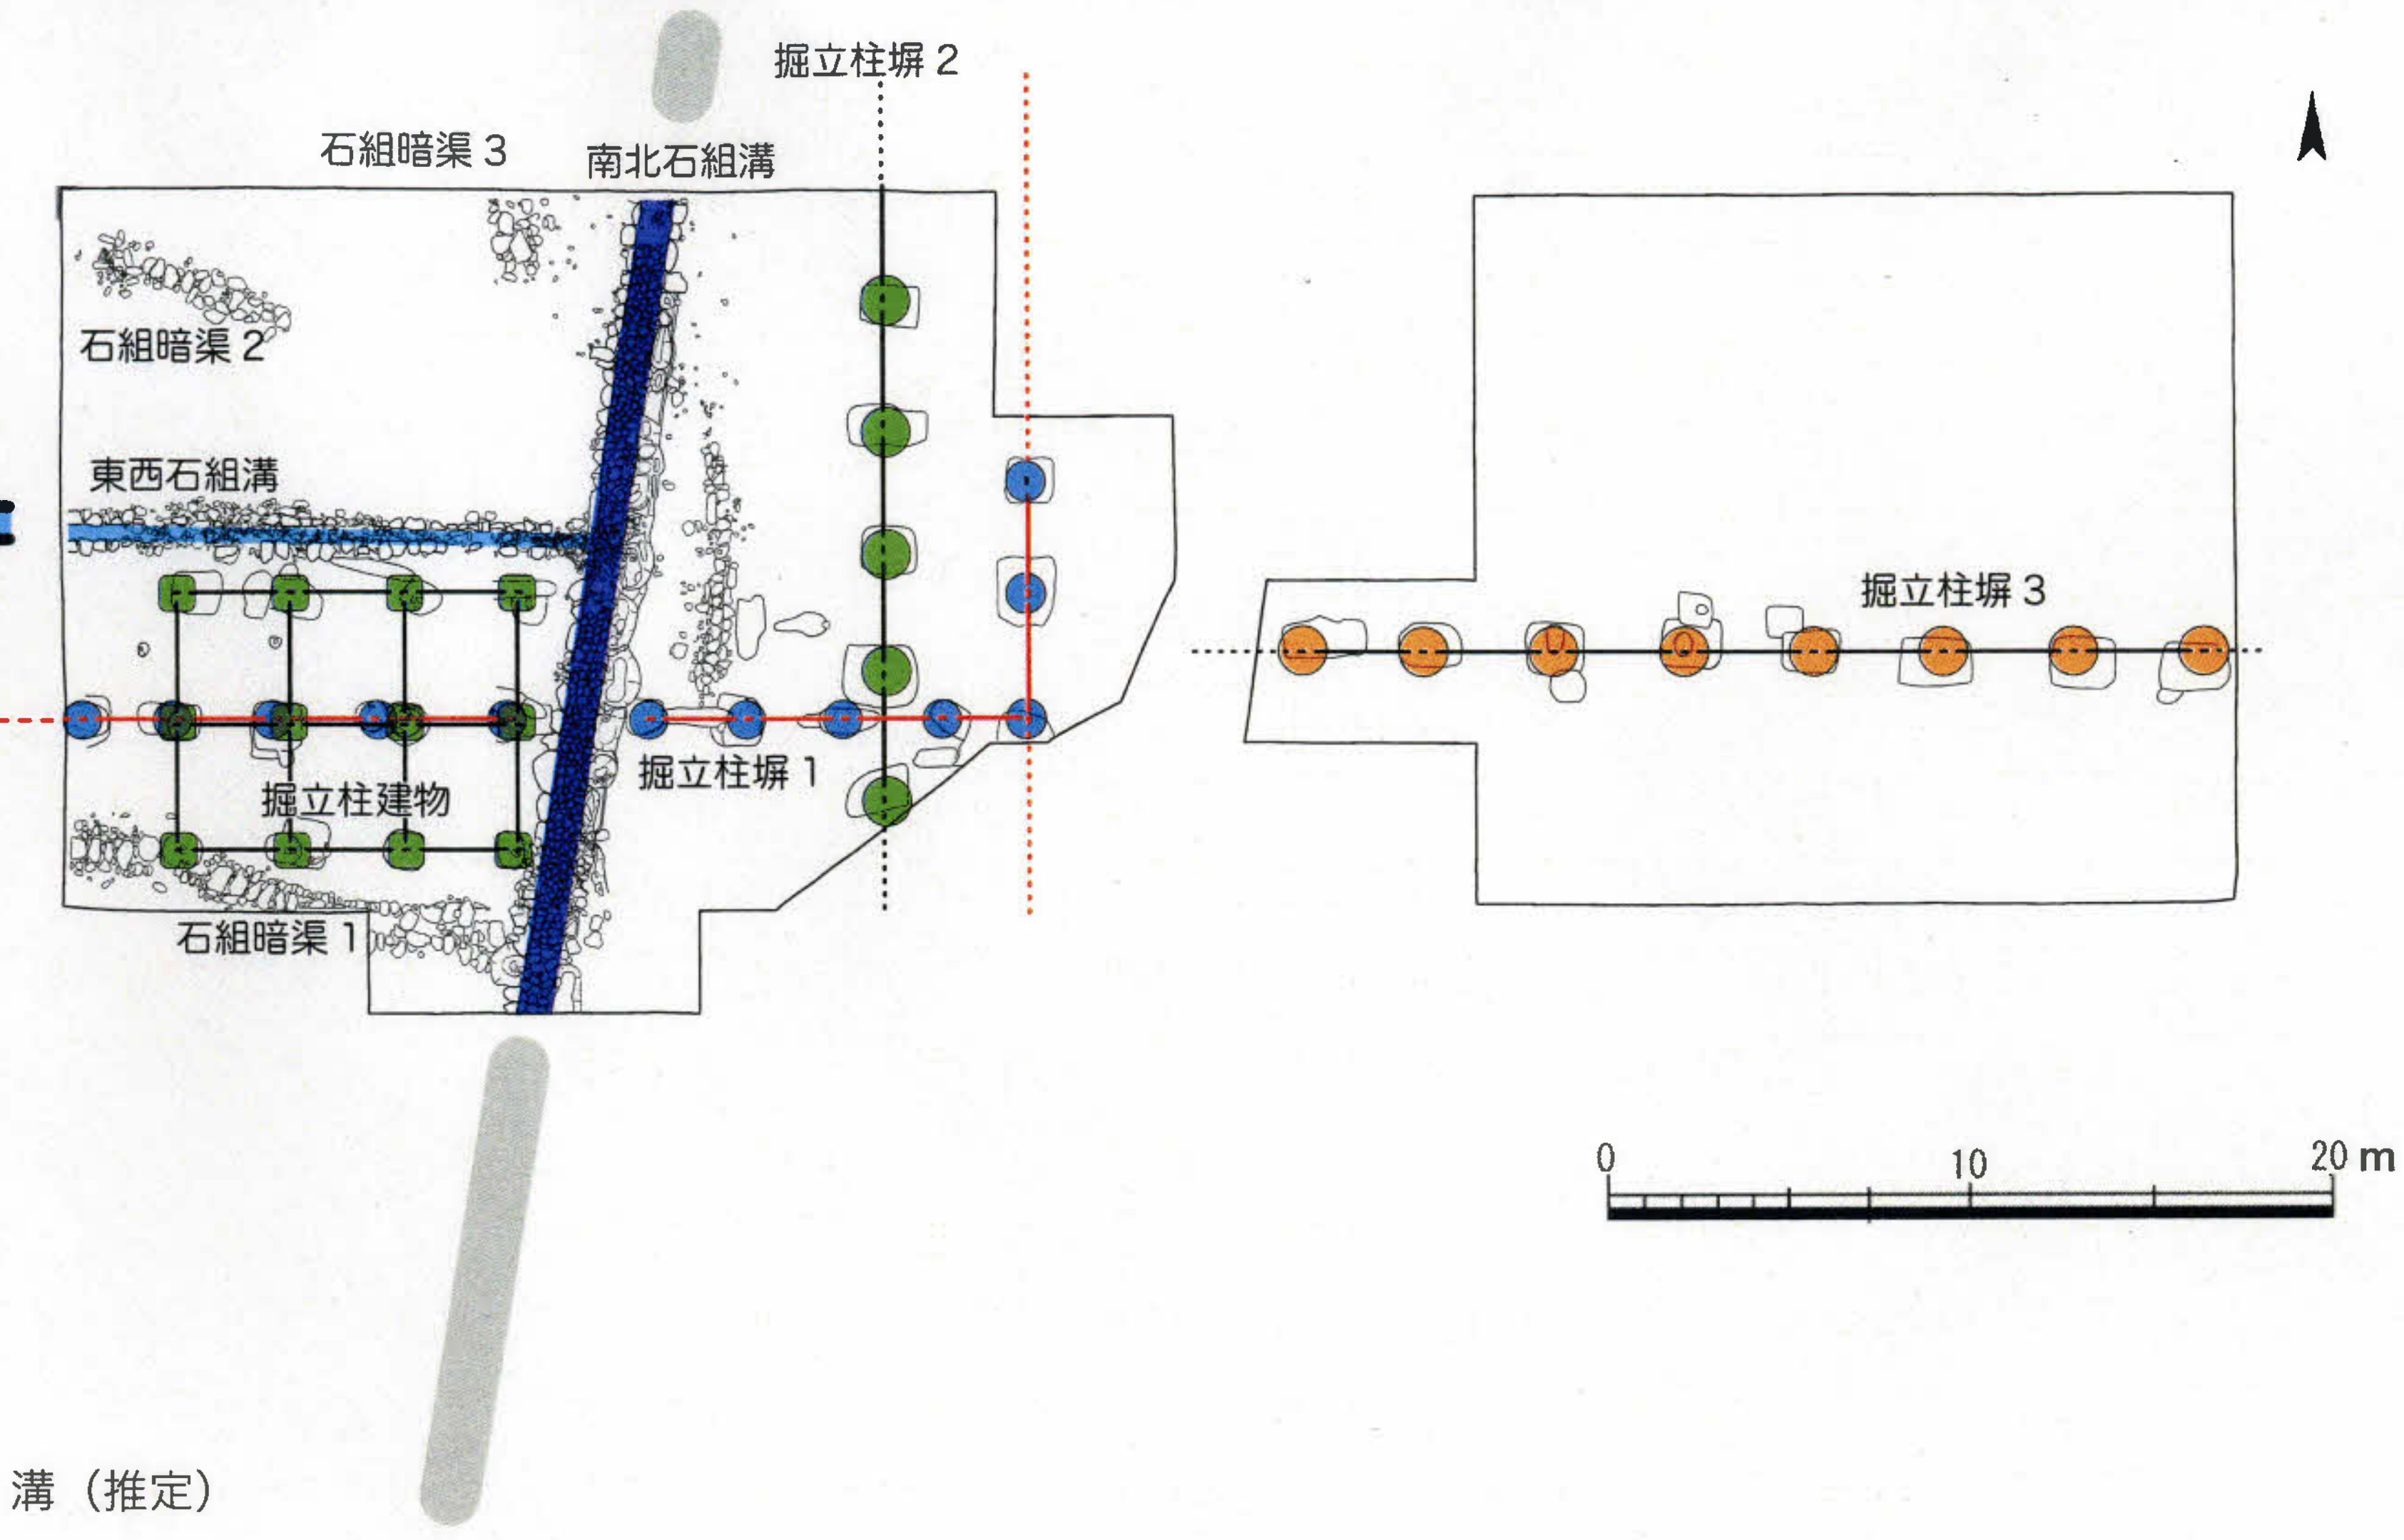 掘立柱塀 2
石組暗渠 3
南北石組溝
石組暗渠 2
東西石組溝
掘立柱塀 3
掘立柱塀 1
掘立柱建物
石組暗渠 1
0
10
20 m
溝（推定）